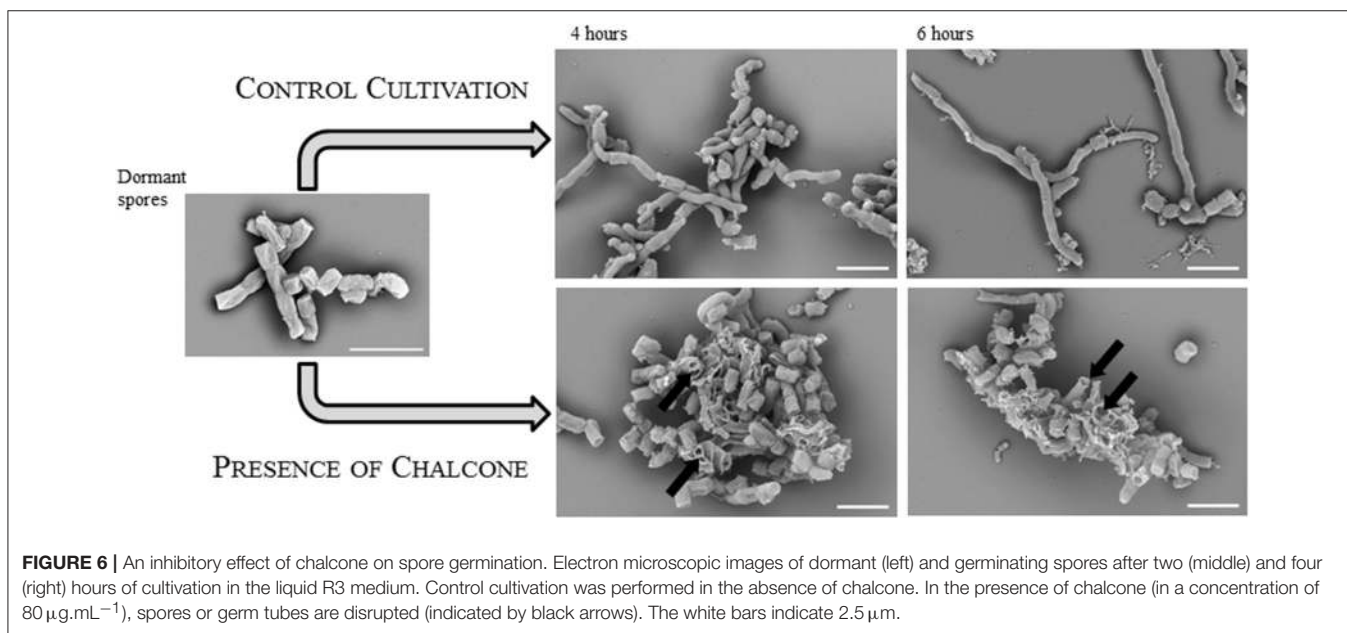 4 hours
6 hours
CONTROL CULTIVATION
Dormant
spores
PRESENCE OF CHALCONE
FIGURE 6 | An inhibitory effect of chalcone on spore germination. Electron microscopic images of dormant (left) and germinating spores after two (middle) and four
(right) hours of cultivation in the liquid R3 medium. Control cultivation was performed in the absence of chalcone. In the presence of chalcone (in a concentration of
80 μg.mL−1), spores or germ tubes are disrupted (indicated by black arrows). The white bars indicate 2.5 μm.